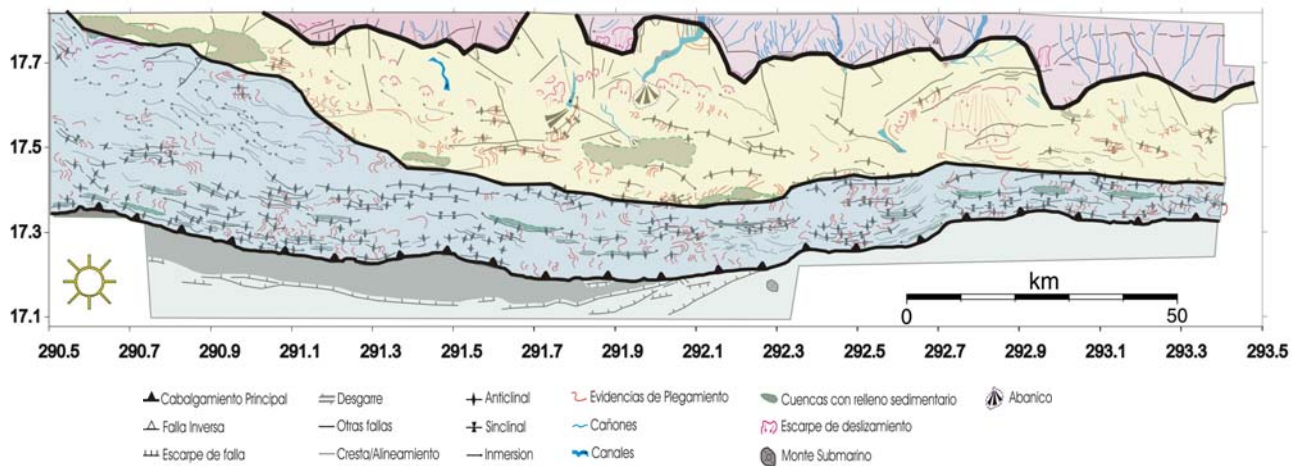 17.7
17.5
17.3
17.1
km
0 50
290.5 290.7 290.9 291.1 291.3 291.5 291.7 291.9 292.1 292.3 292.5 292.7 292.9 293.1 293.3 293.5
Cabalgamiento Principal Desgarre Anticlinal Evidencias de Plegamiento Cuencas con relleno sedimentario Abanico
Falla Inversa Otras fallas Sinclinal Cañones Escarpe de deslizamiento
Escarpe de falla Cresta/Alineamiento Inmersion Canales Monte Submarino